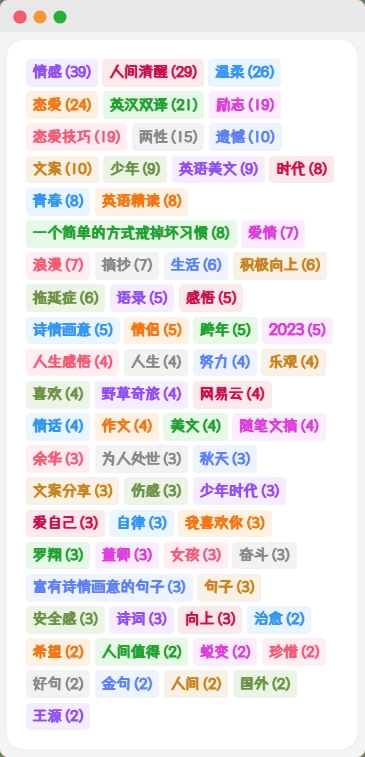 情感 (39) 人间清醒 (29) 温柔 (26)
恋爱 (24) 英汉双译 (21) 励志 (19)
恋爱技巧 (19) 两性 (15) 遗憾 (10)
文案 (10) 少年 (9) 英语美文 (9) 时代 (8)
青春 (8) 英语精读 (8)
一个简单的方式戒掉坏习惯 (8) 爱情 (7)
浪漫 (7) 摘抄 (7) 生活 (6) 积极向上 (6)
拖延症 (6) 语录 (5) 感悟 (5)
诗情画意 (5) 情侣 (5) 跨年 (5) 2023 (5)
人生感悟 (4) 人生 (4) 努力 (4) 乐观 (4)
喜欢 (4) 野草奇旅 (4) 网易云 (4)
情话 (4) 作文 (4) 美文 (4) 随笔文摘 (4)
余华 (3) 为人处世 (3) 秋天 (3)
文案分享 (3) 伤感 (3) 少年时代 (3)
爱自己 (3) 自律 (3) 我喜欢你 (3)
罗翔 (3) 董卿 (3) 女孩 (3) 奋斗 (3)
富有诗情画意的句子 (3) 句子 (3)
安全感 (3) 诗词 (3) 向上 (3) 治愈 (2)
希望 (2) 人间值得 (2) 蜕变 (2) 珍惜 (2)
好句 (2) 金句 (2) 人间 (2) 国外 (2)
王源 (2)